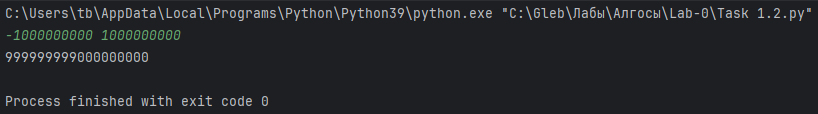 C:\Users\tb\AppData\Local\Programs\Python\Python39\python.exe "C:\Gleb\Лабы\Алгосы\Lab-0\Task 1.2.py"
-1000000000 1000000000
999999999000000000
Process finished with exit code 0